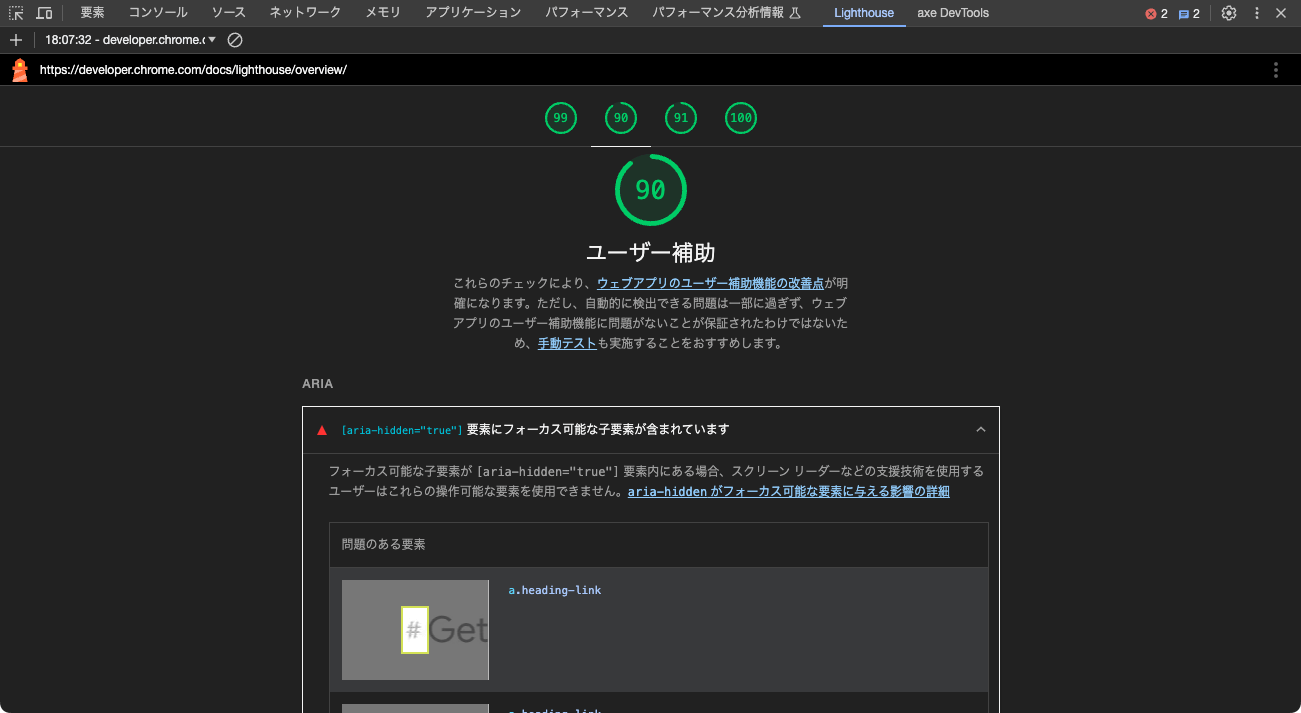 要素 コンソール ソース ネットワーク メモリ アプリケーション パフォーマンス パフォーマンス分析情報 Lighthouse axe DevTools 2 2
18:07:32 - developer.chrome.c
https://developer.chrome.com/docs/lighthouse/overview/
99 90 91 100
90
ユーザー補助
これらのチェックにより、ウェブアプリのユーザー補助機能の改善点が明
確になります。ただし、自動的に検出できる問題は一部に過ぎず、ウェブ
アプリのユーザー補助機能に問題がないことが保証されたわけではないた
め、手動テストも実施することをおすすめします。
ARIA
[aria-hidden="true"] 要素にフォーカス可能な子要素が含まれています
フォーカス可能な子要素が [aria-hidden="true"] 要素内にある場合、スクリーン リーダーなどの支援技術を使用する
ユーザーはこれらの操作可能な要素を使用できません。aria-hidden がフォーカス可能な要素に与える影響の詳細
問題のある要素
a.heading-link
#Get
a.heading-link